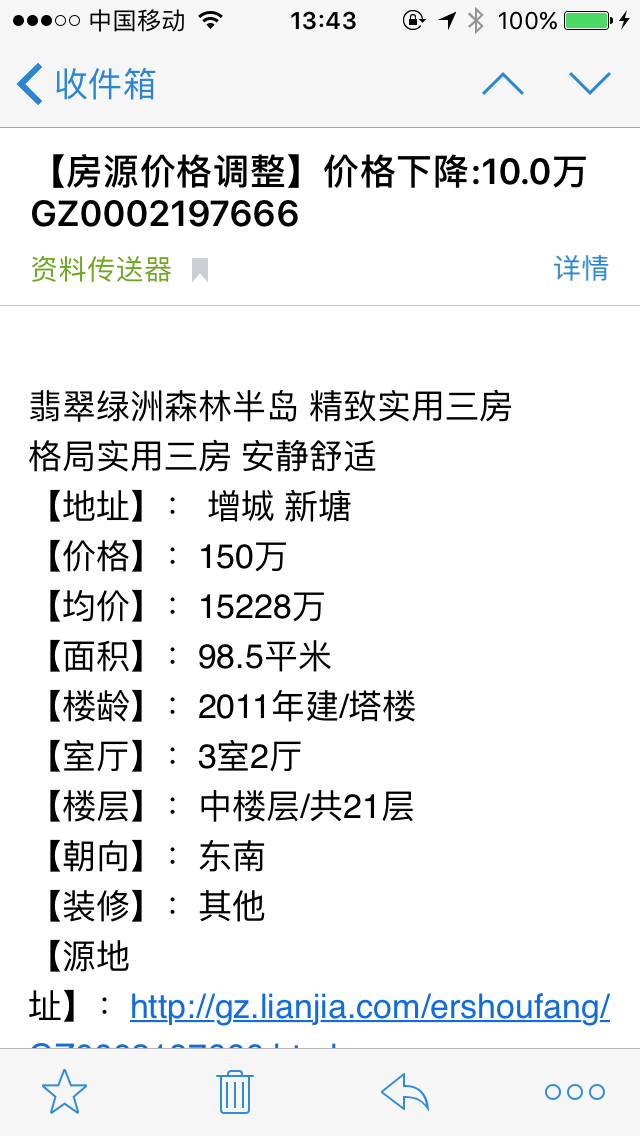 中国移动 13:43 100%
收件箱
【房源价格调整】价格下降:10.0万
GZ0002197666
资料传送器 详情
翡翠绿洲森林半岛 精致实用三房
格局实用三房 安静舒适
【地址】： 增城 新塘
【价格】：150万
【均价】：15228万
【面积】：98.5平米
【楼龄】：2011年建/塔楼
【室厅】：3室2厅
【楼层】：中楼层/共21层
【朝向】：东南
【装修】：其他
【源地
址】：http://gz.lianjia.com/ershoufang/